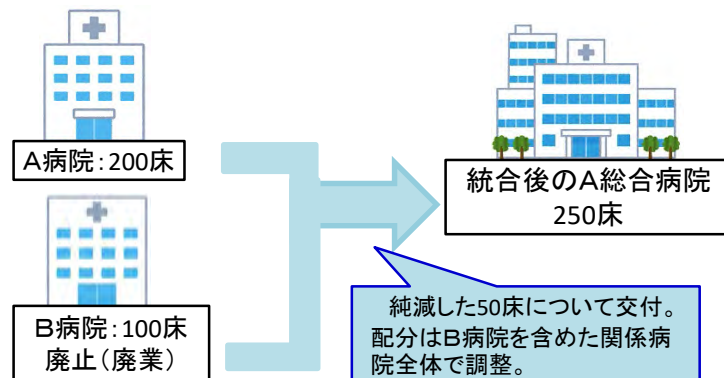 A病院：200床
B病院：100床
廃止（廃業）
統合後のA総合病院
250床
純減した50床について交付。
配分はB病院を含めた関係病
院全体で調整。